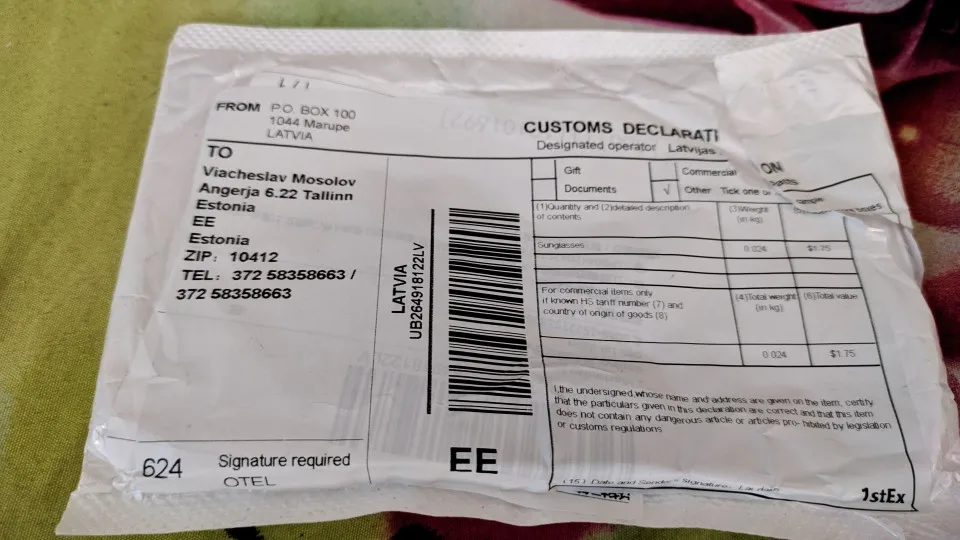 FROM P.O. BOX 100
1044 Marupe
LATVIA
TO
Viacheslav Mosolov
Angerja 6.22 Tallinn
Estonia
EE
Estonia
ZIP: 10412
TEL: 372 58358663 /
372 58358663
624 Signature required
OTEL
LATVIA
UB264918122LV
EE
CUSTOMS DECLARATI
ON
Designated operator Latvijas
Gift Commercial
Documents √ Other Tick one or
(1)Quantity and (2)detailed description
of contents
(3)Weight
(in kg)
Sunglasses 0.024 $1.75
For commercial items only
if known HS tariff number (7) and
country of origin of goods (8)
(4)Total weight
(in kg)
(6)Total value
0.024 $1.75
I,the undersigned,whose name and address are given on the item, certify
that the particulars given in this declaration are correct and that this item
does not contain any dangerous article or articles pro- hibited by legislation
or customs regulations
(15) Date and Sender's Signature:
1stEx